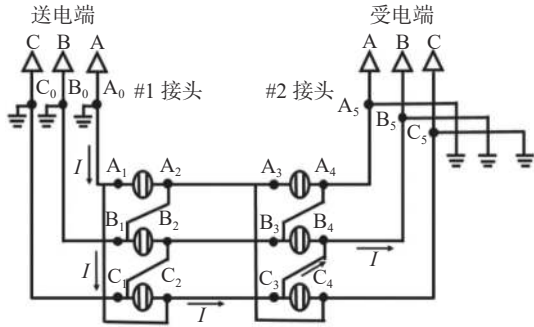 送电端 受电端
C B A A B C
C₀ B₀ A₀ #1 接头 #2 接头 A₅ B₅ C₅
I A₁ A₂ A₃ A₄
B₁ B₂ B₃ B₄
I C₁ C₂ C₃ C₄ I
I